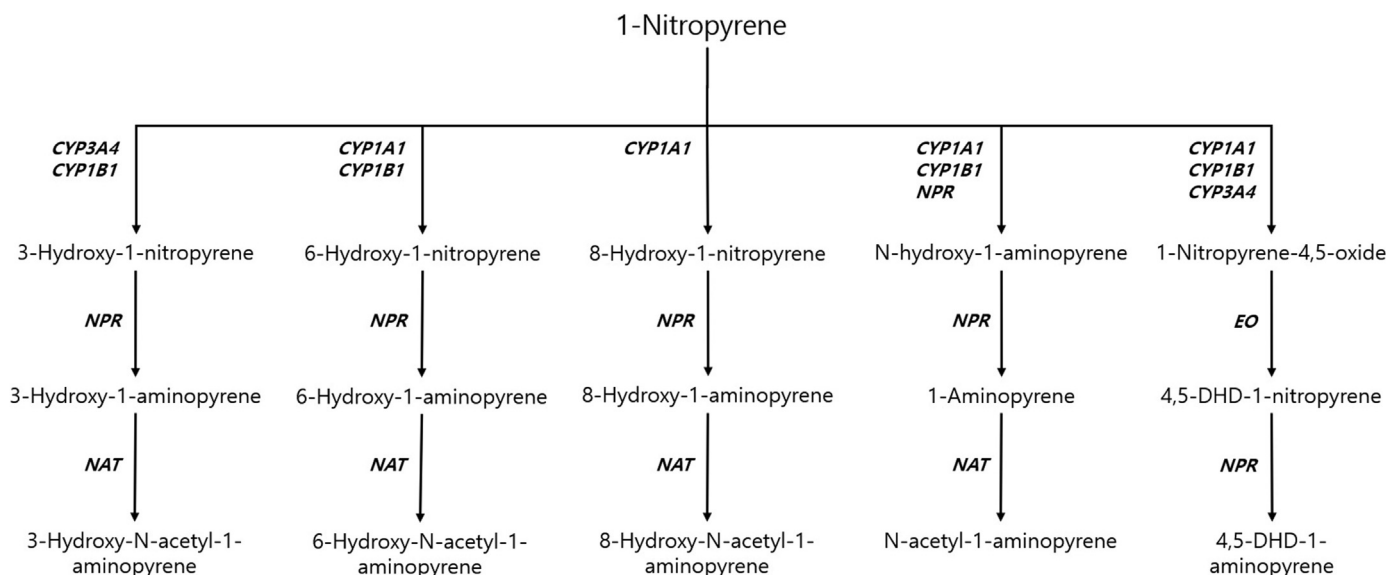 1-Nitropyrene
CYP3A4
CYP1B1
CYP1A1
CYP1B1
CYP1A1
CYP1A1
CYP1B1
NPR
CYP1A1
CYP1B1
CYP3A4
3-Hydroxy-1-nitropyrene
6-Hydroxy-1-nitropyrene
8-Hydroxy-1-nitropyrene
N-hydroxy-1-aminopyrene
1-Nitropyrene-4,5-oxide
NPR
NPR
NPR
NPR
EO
3-Hydroxy-1-aminopyrene
6-Hydroxy-1-aminopyrene
8-Hydroxy-1-aminopyrene
1-Aminopyrene
4,5-DHD-1-nitropyrene
NAT
NAT
NAT
NAT
NPR
3-Hydroxy-N-acetyl-1-
aminopyrene
6-Hydroxy-N-acetyl-1-
aminopyrene
8-Hydroxy-N-acetyl-1-
aminopyrene
N-acetyl-1-aminopyrene
4,5-DHD-1-
aminopyrene